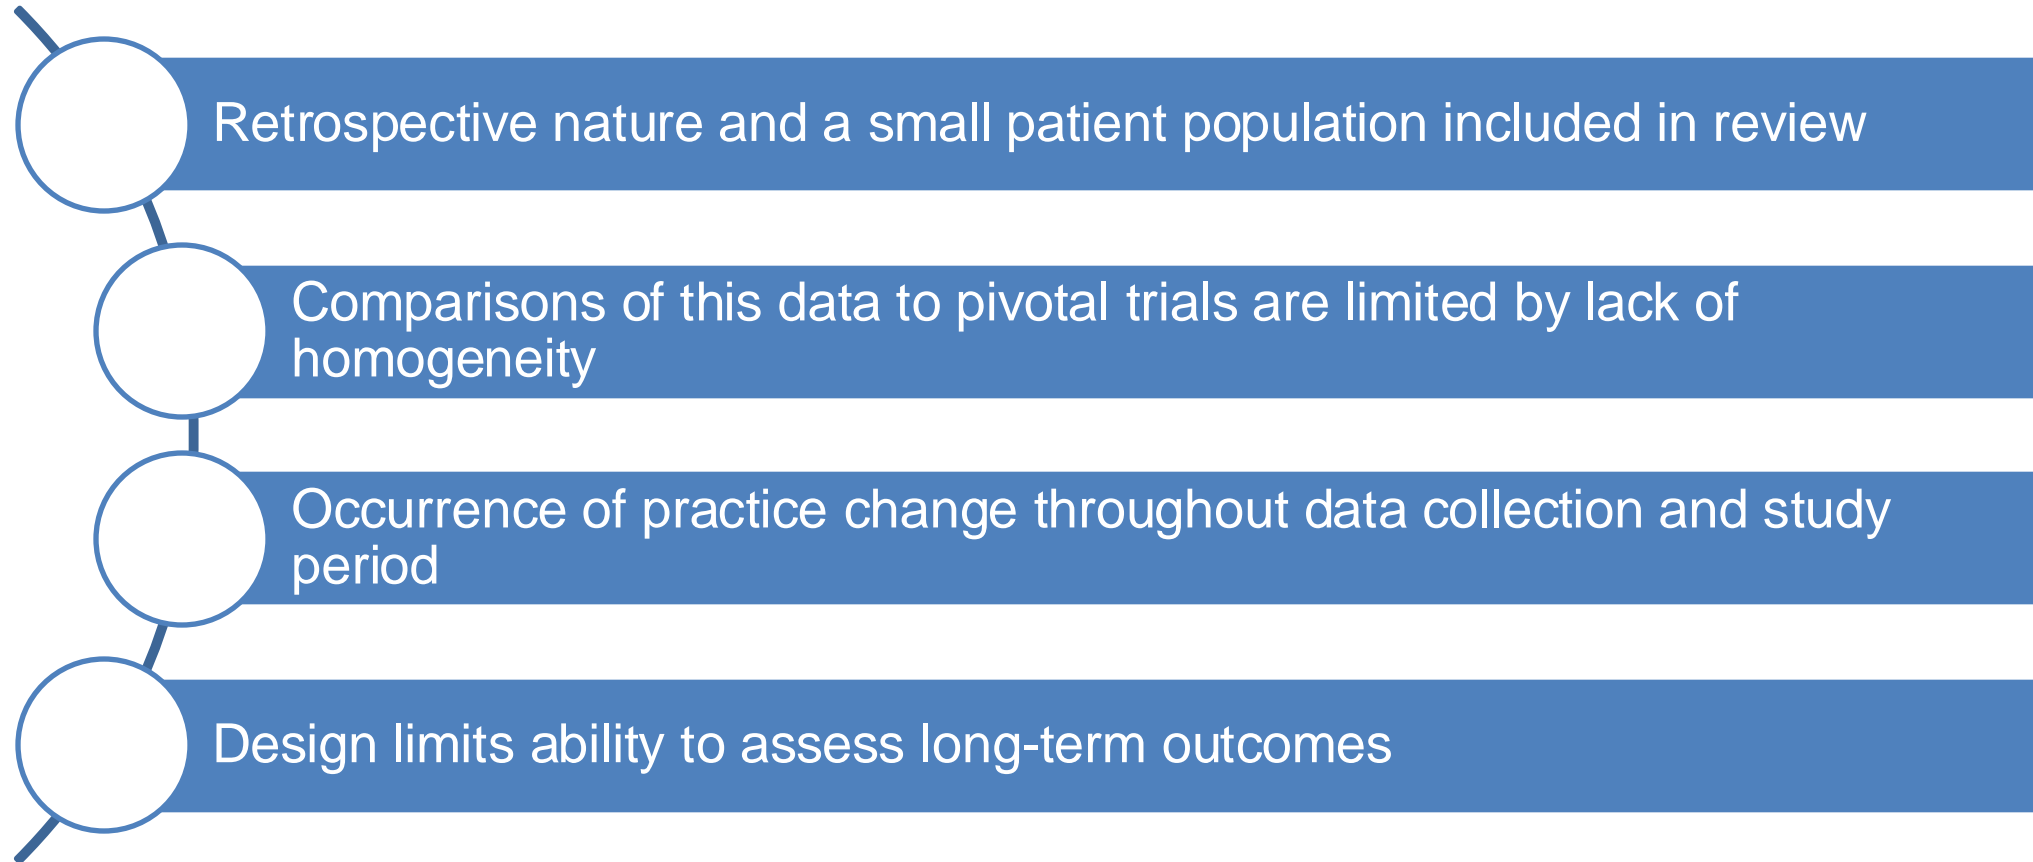 Retrospective nature and a small patient population included in review
Comparisons of this data to pivotal trials are limited by lack of
homogeneity
Occurrence of practice change throughout data collection and study
period
Design limits ability to assess long-term outcomes